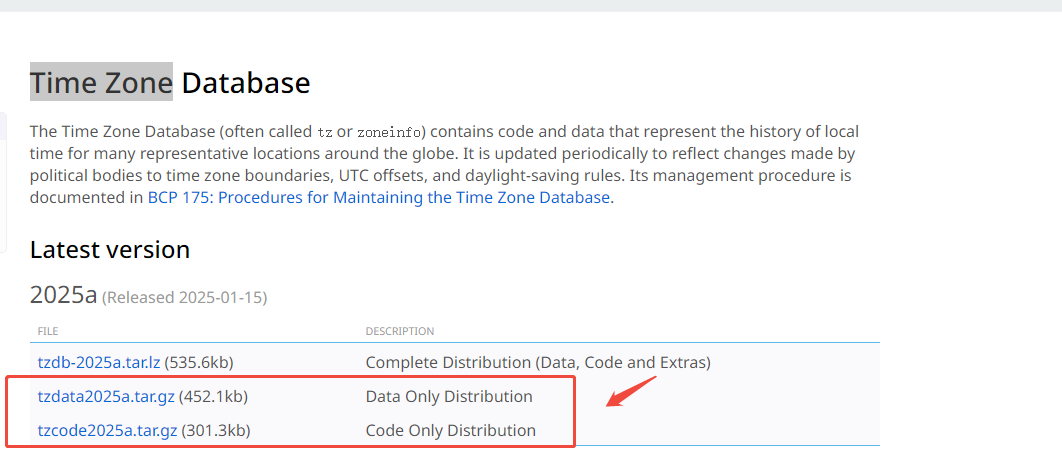 Time Zone Database
The Time Zone Database (often called tz or zoneinfo) contains code and data that represent the history of local
time for many representative locations around the globe. It is updated periodically to reflect changes made by
political bodies to time zone boundaries, UTC offsets, and daylight-saving rules. Its management procedure is
documented in BCP 175: Procedures for Maintaining the Time Zone Database.
Latest version
2025a (Released 2025-01-15)
FILE DESCRIPTION
tzdb-2025a.tar.lz (535.6kb) Complete Distribution (Data, Code and Extras)
tzdata2025a.tar.gz (452.1kb) Data Only Distribution
tzcode2025a.tar.gz (301.3kb) Code Only Distribution